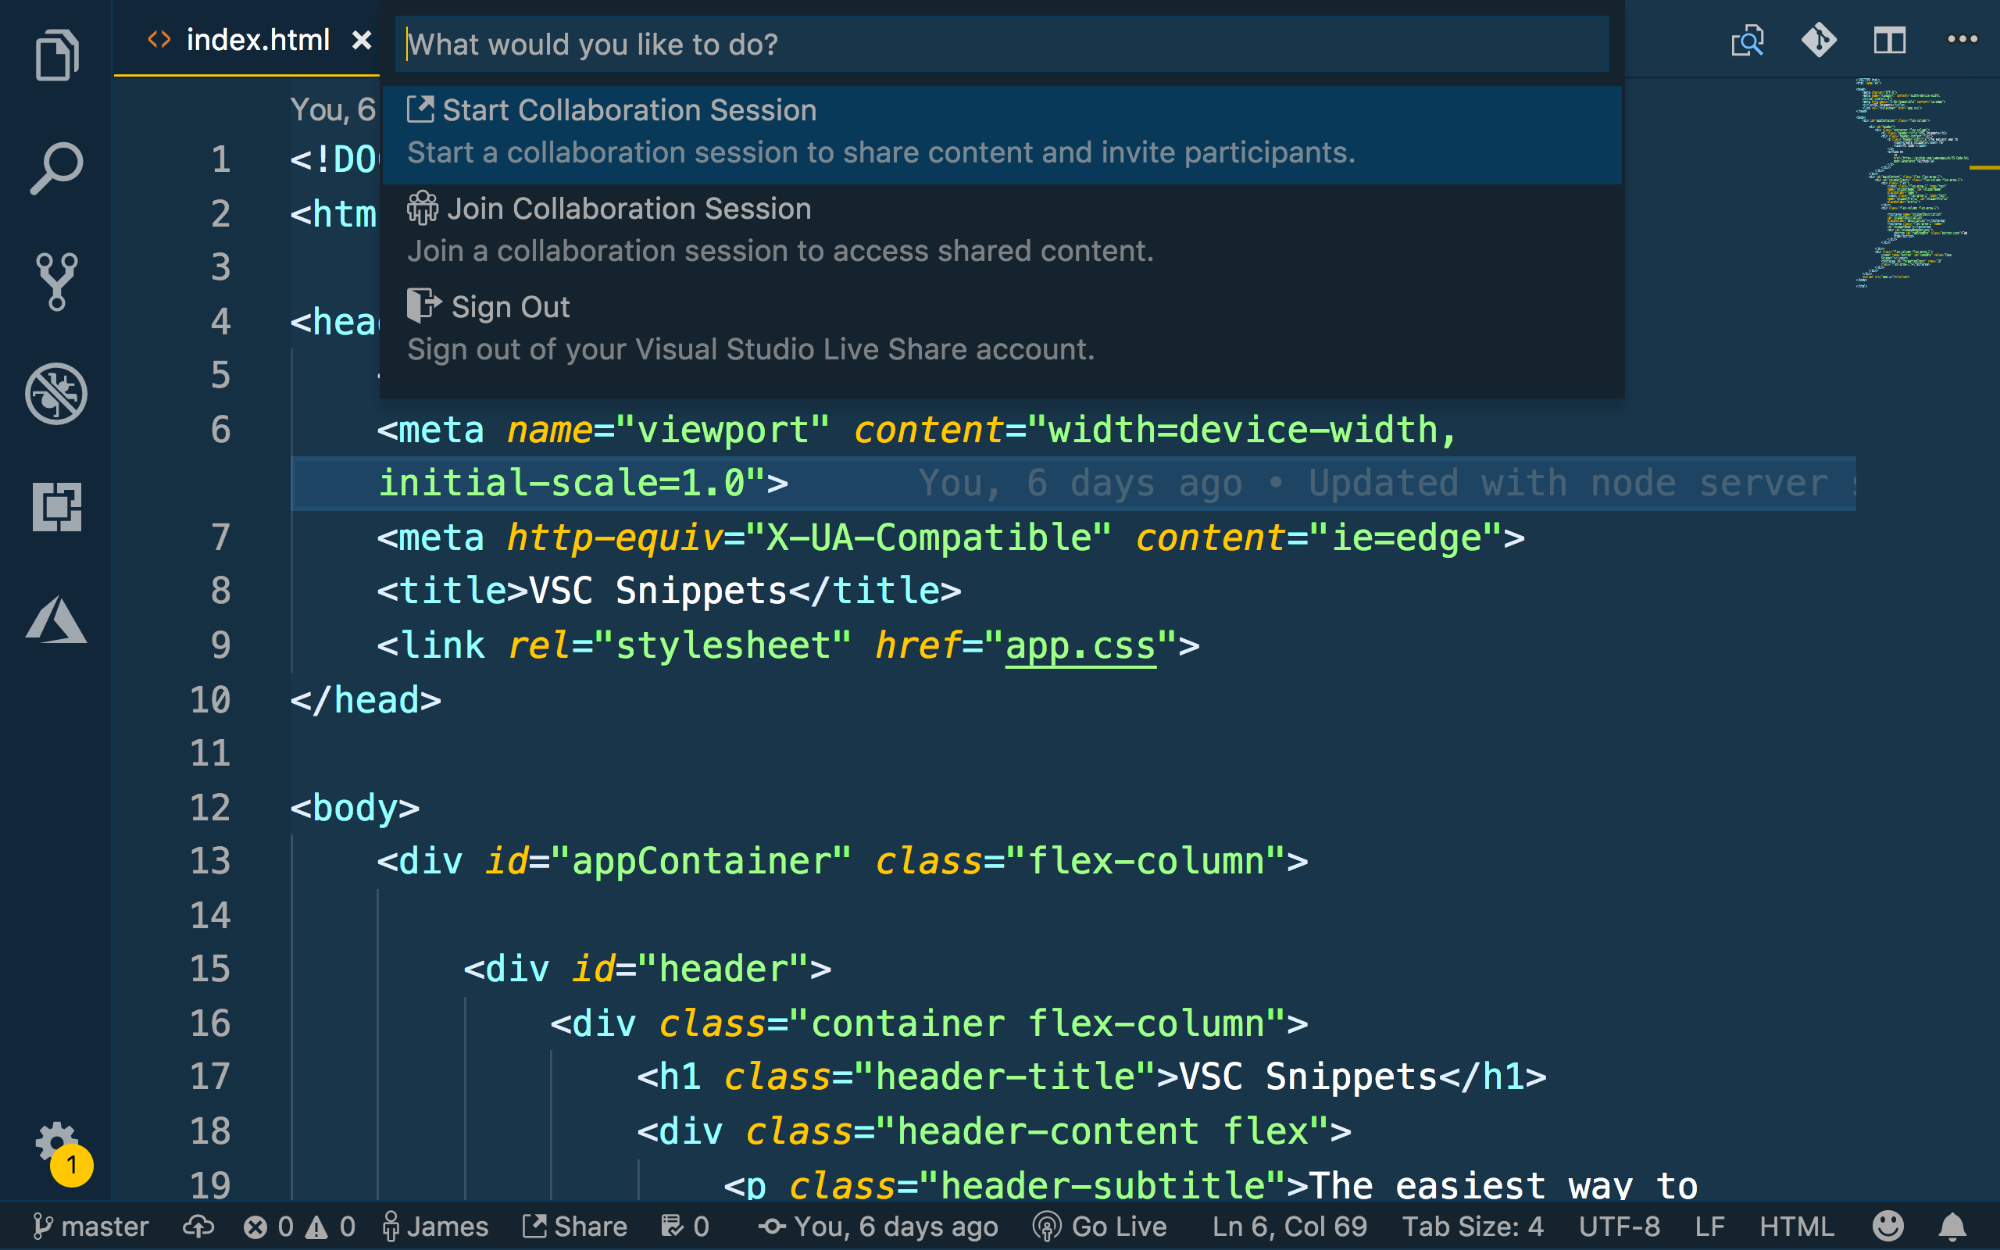 index.html
What would you like to do?
Start Collaboration Session
Start a collaboration session to share content and invite participants.
Join Collaboration Session
Join a collaboration session to access shared content.
Sign Out
Sign out of your Visual Studio Live Share account.
You, 6
1 <!DO
2 <htm
3
4 <head
5
6 <meta name="viewport" content="width=device-width,
initial-scale=1.0"> You, 6 days ago • Updated with node server
7 <meta http-equiv="X-UA-Compatible" content="ie=edge">
8 <title>VSC Snippets</title>
9 <link rel="stylesheet" href="app.css">
10 </head>
11
12 <body>
13 <div id="appContainer" class="flex-column">
14
15 <div id="header">
16 <div class="container flex-column">
17 <h1 class="header-title">VSC Snippets</h1>
18 <div class="header-content flex">
19 <p class="header-subtitle">The easiest way to
1
master 0 0 James Share 0 You, 6 days ago Go Live Ln 6, Col 69 Tab Size: 4 UTF-8 LF HTML